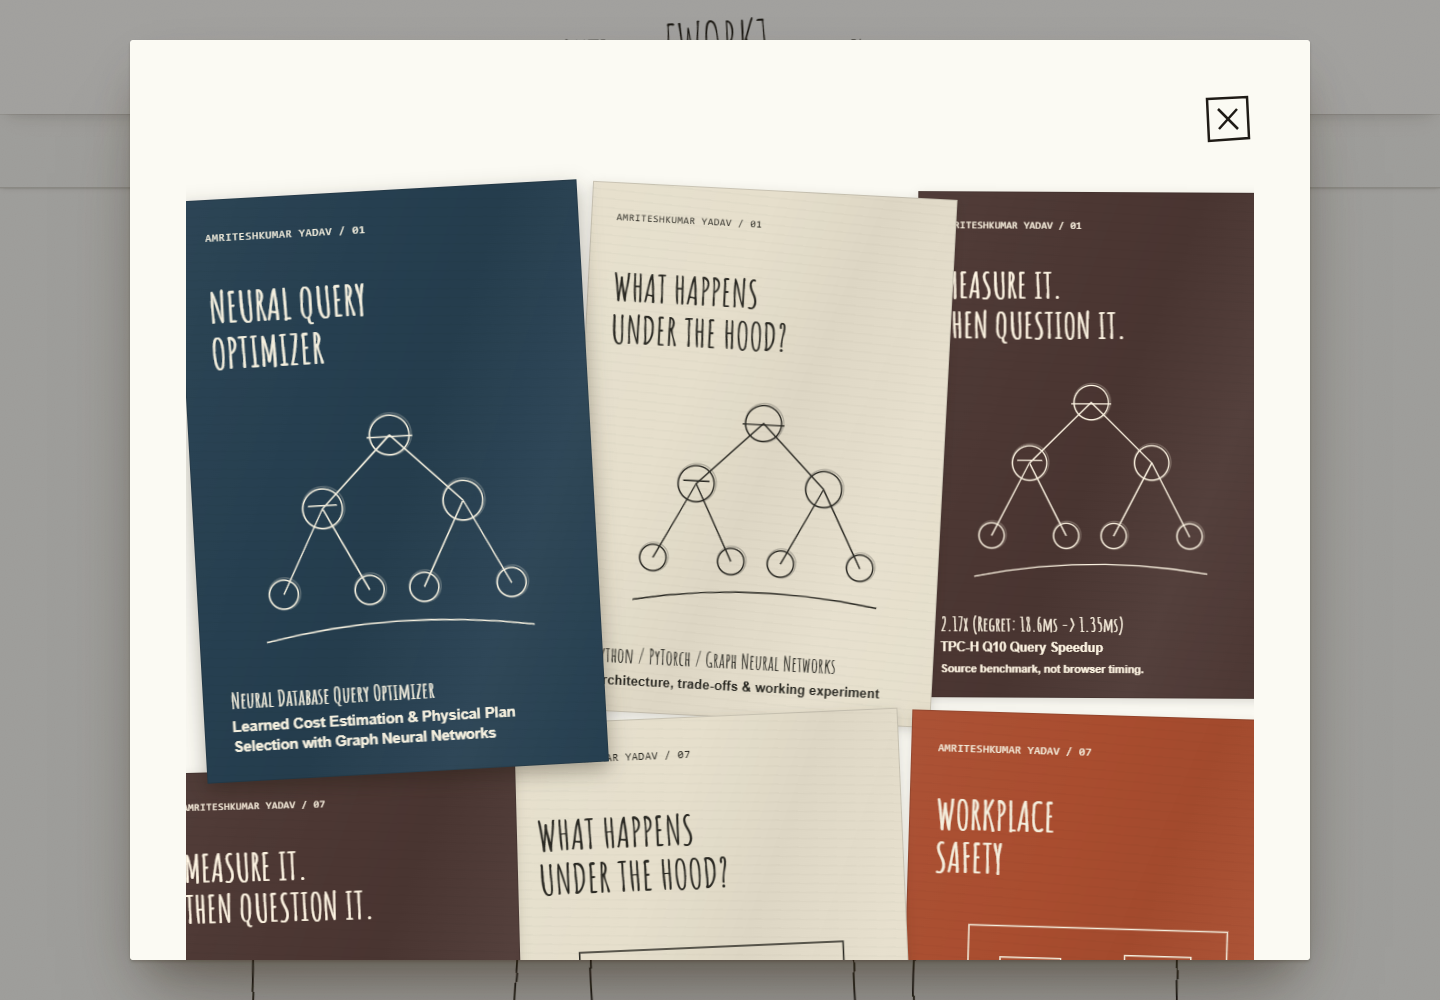 AMRITESHKUMAR YADAV / 01
NEURAL QUERY
OPTIMIZER
Neural Database Query Optimizer
Learned Cost Estimation & Physical Plan
Selection with Graph Neural Networks
AMRITESHKUMAR YADAV / 01
WHAT HAPPENS
UNDER THE HOOD?
/ PyTorch / Graph Neural Networks
trade-offs & working experiment
YADAV / 01
IT.
QUESTION IT.
2.17x (Regret: 18.6ms -> 1.35ms)
TPC-H Q10 Query Speedup
Source benchmark, not browser timing.
AMRITESHKUMAR YADAV / 07
MEASURE IT.
THEN QUESTION IT.
YADAV / 07
WHAT HAPPENS
UNDER THE HOOD?
AMRITESHKUMAR YADAV / 07
WORKPLACE
SAFETY